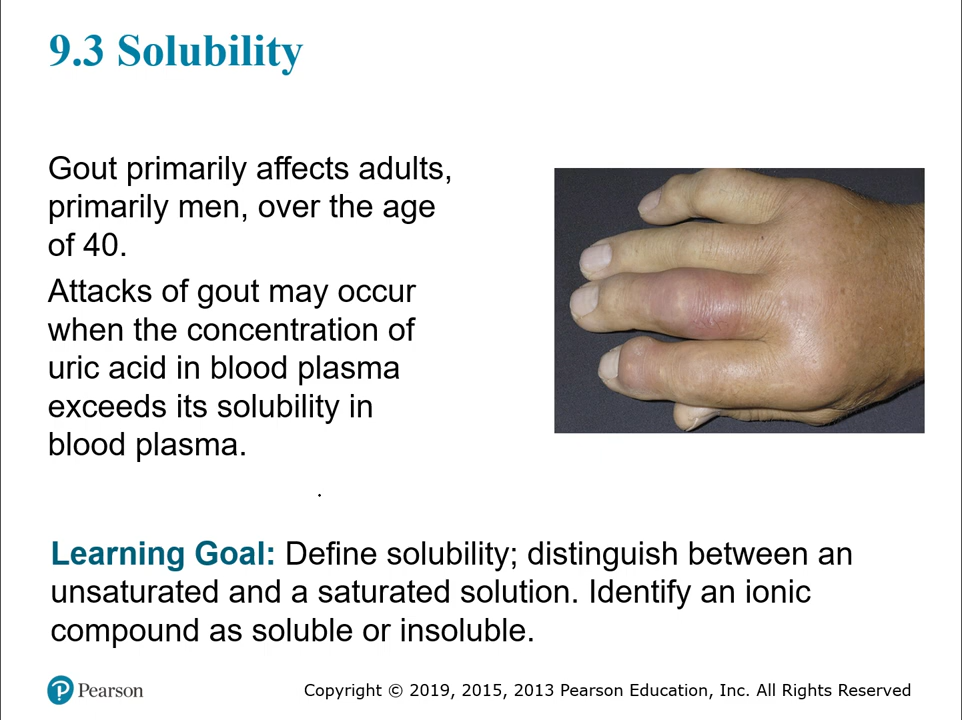 9.3 Solubility
Gout primarily affects adults,
primarily men, over the age
of 40.
Attacks of gout may occur
when the concentration of
uric acid in blood plasma
exceeds its solubility in
blood plasma.
.
Learning Goal: Define solubility; distinguish between an
unsaturated and a saturated solution. Identify an ionic
compound as soluble or insoluble.
P Pearson
Copyright © 2019, 2015, 2013 Pearson Education, Inc. All Rights Reserved